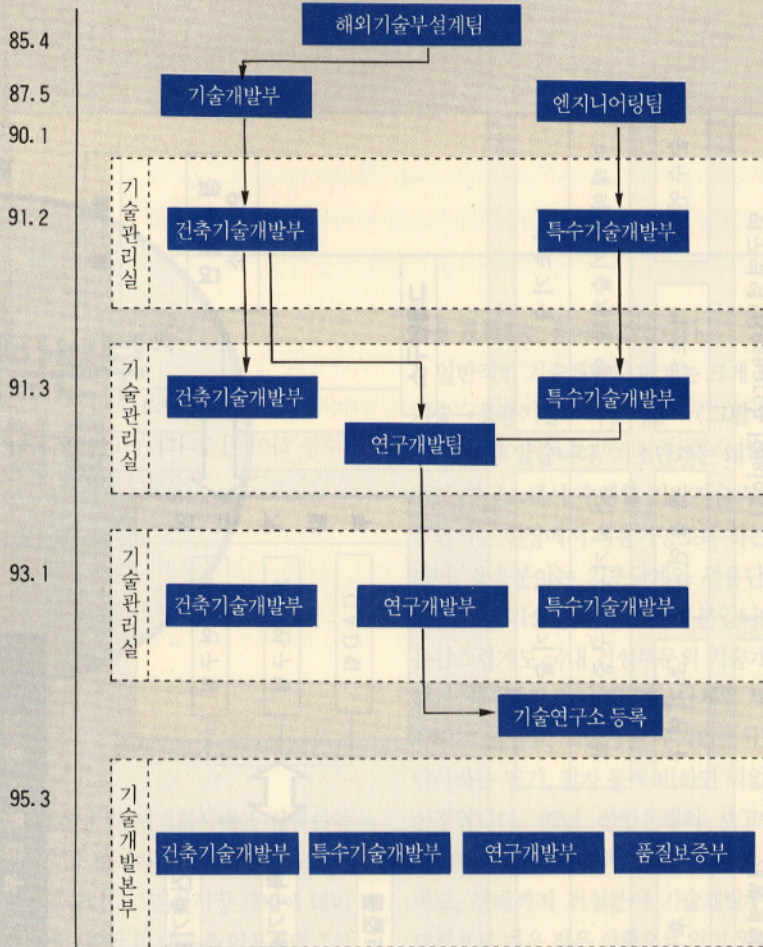 85.4
해외기술부설계팀
87.5
기술개발부
엔지니어링팀
90.1
91.2
기술관리실
건축기술개발부
특수기술개발부
91.3
기술관리실
건축기술개발부
특수기술개발부
연구개발팀
93.1
기술관리실
건축기술개발부
연구개발부
특수기술개발부
기술연구소 등록
95.3
기술개발본부
건축기술개발부
특수기술개발부
연구개발부
품질보증부